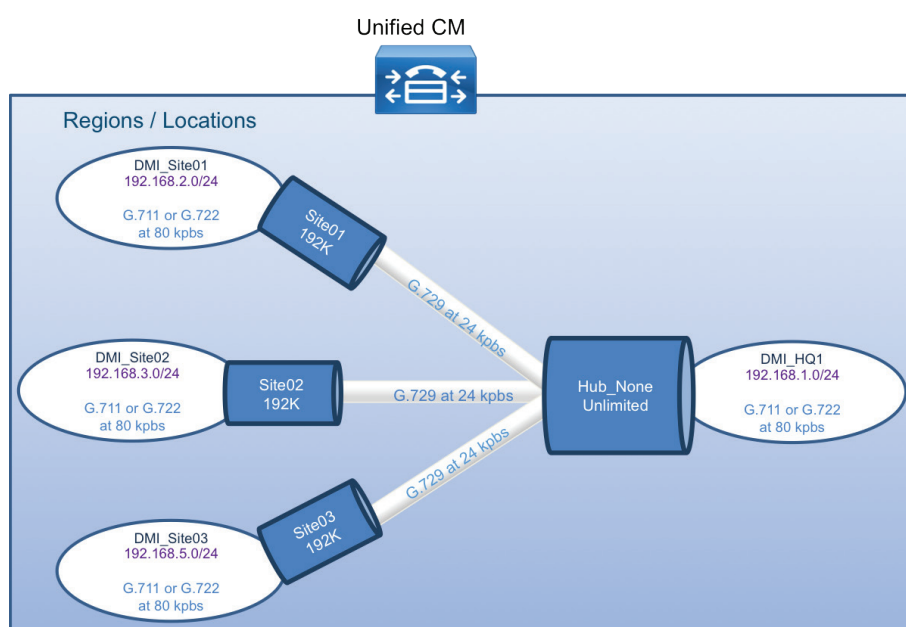 Unified CM
Regions / Locations
DMI_Site01
192.168.2.0/24
G.711 or G.722
at 80 kpbs
Site01
192K
G.729 at 24 kpbs
DMI_Site02
192.168.3.0/24
G.711 or G.722
at 80 kpbs
Site02
192K
G.729 at 24 kpbs
Hub_None
Unlimited
DMI_HQ1
192.168.1.0/24
G.711 or G.722
at 80 kpbs
DMI_Site03
192.168.5.0/24
G.711 or G.722
at 80 kpbs
Site03
192K
G.729 at 24 kpbs